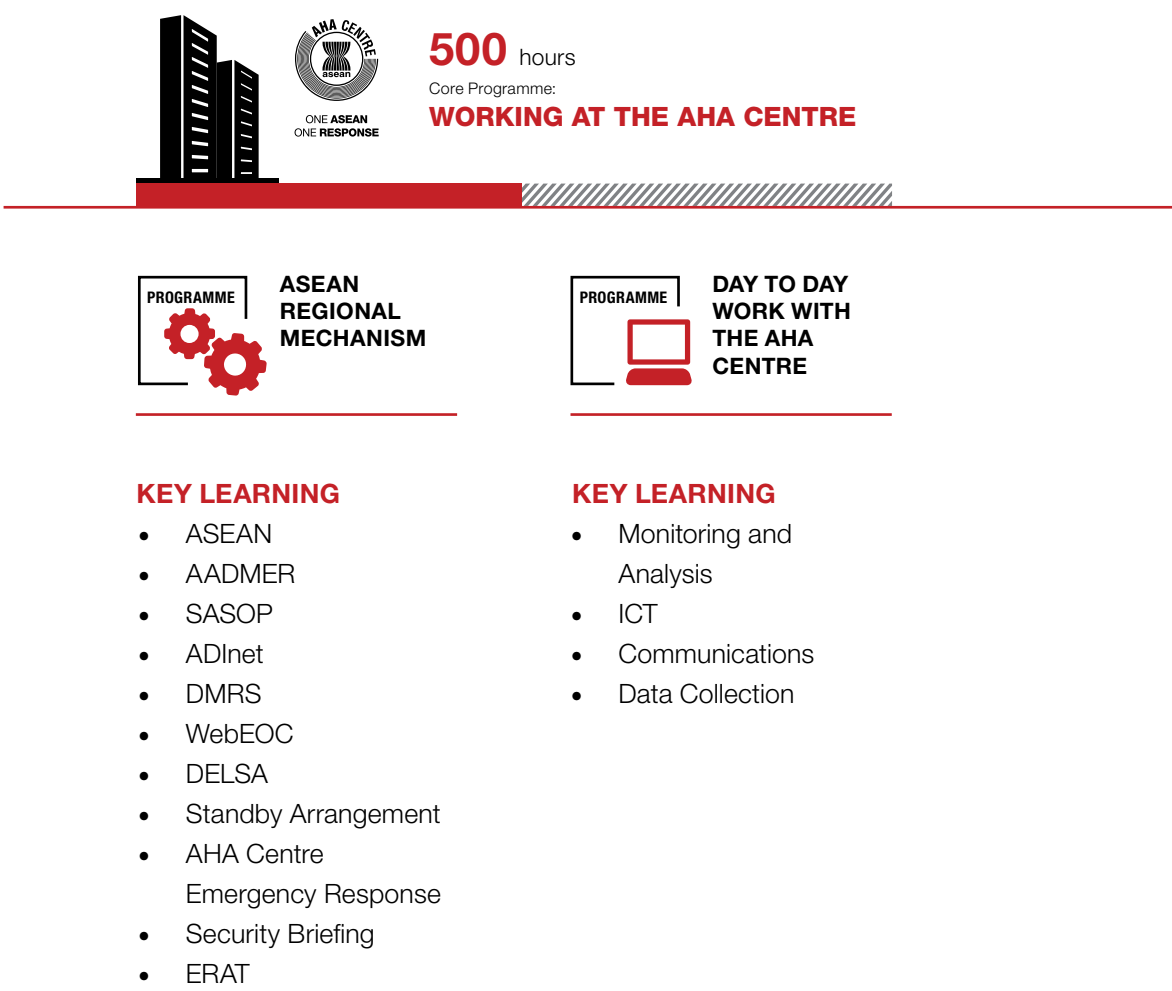 AHA CENTRE
asean
ONE ASEAN
ONE RESPONSE
500 hours
Core Programme:
WORKING AT THE AHA CENTRE
PROGRAMME
ASEAN
REGIONAL
MECHANISM
KEY LEARNING
• ASEAN
• AADMER
• SASOP
• ADInet
• DMRS
• WebEOC
• DELSA
• Standby Arrangement
• AHA Centre
Emergency Response
• Security Briefing
• ERAT
PROGRAMME
DAY TO DAY
WORK WITH
THE AHA
CENTRE
KEY LEARNING
• Monitoring and
Analysis
• ICT
• Communications
• Data Collection